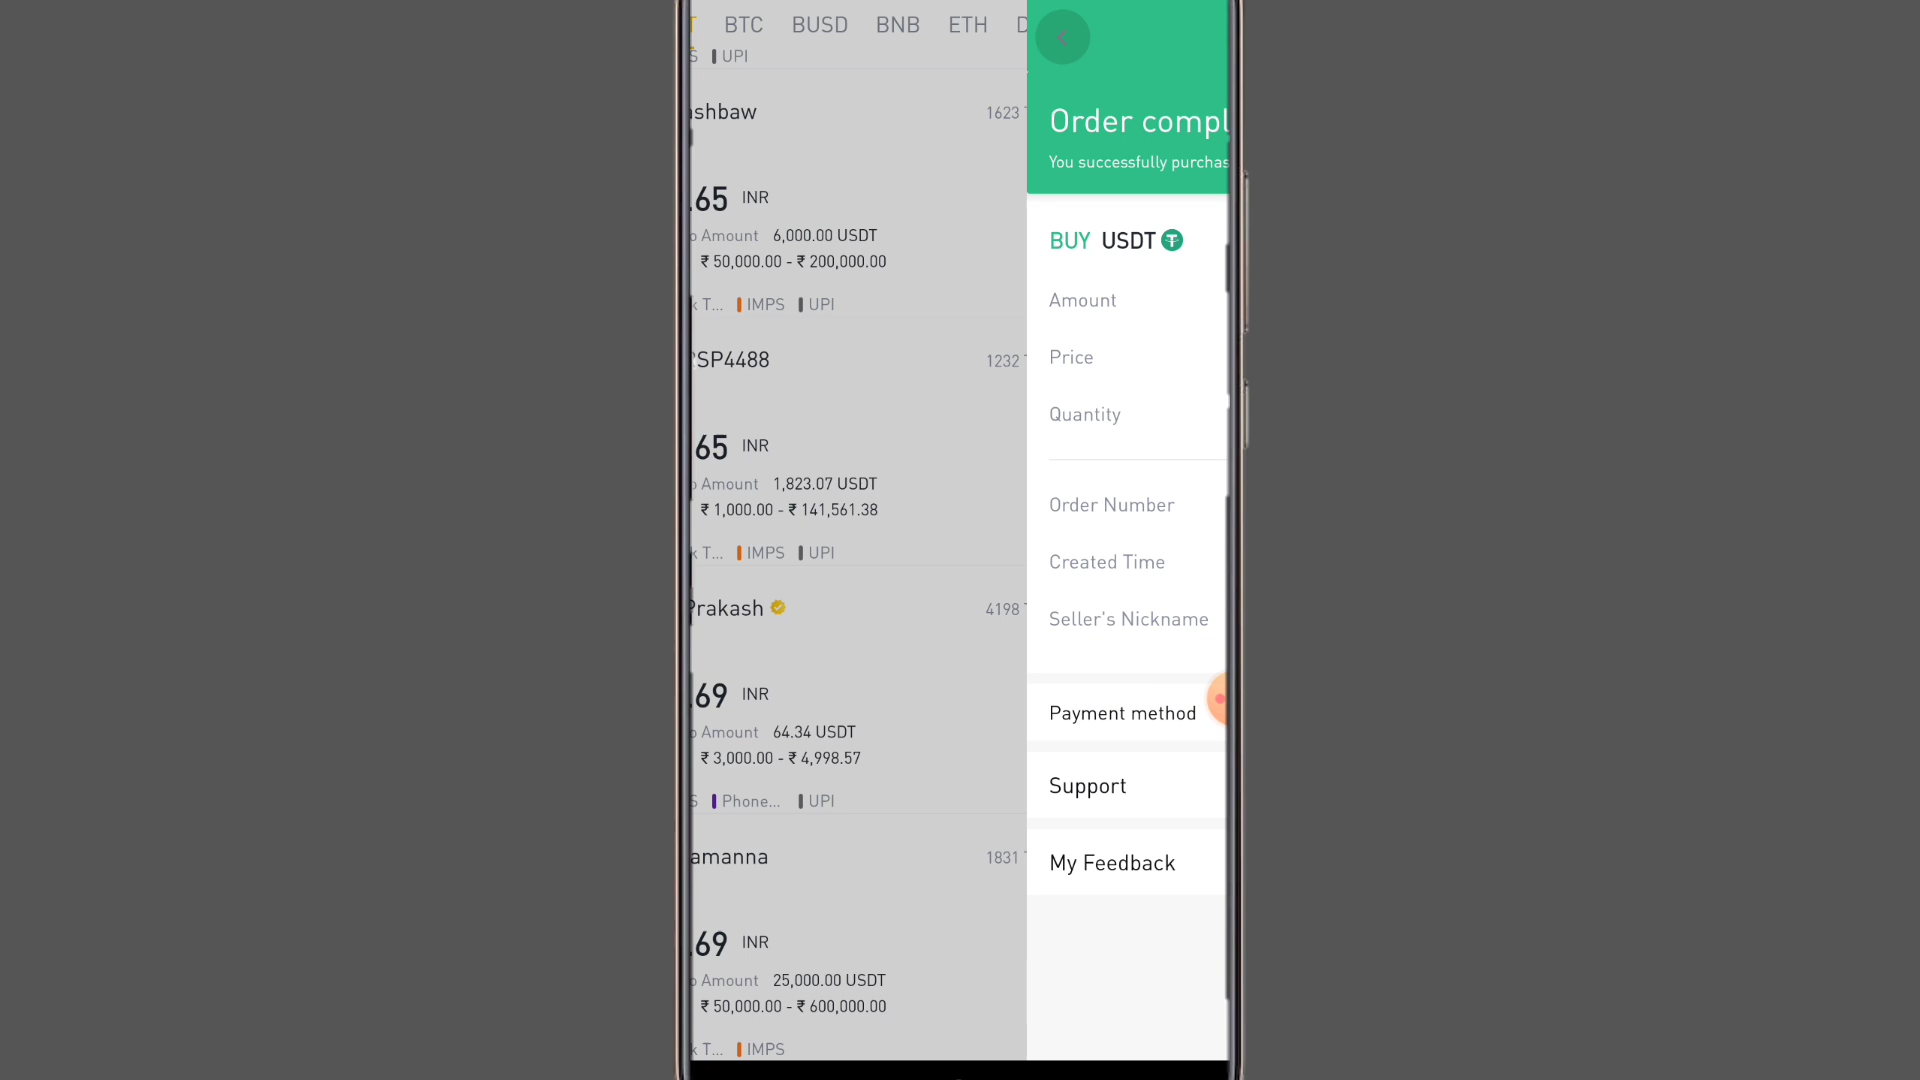 BTC BUSD BNB ETH
UPI
1623
.65 INR
Amount 6,000.00 USDT
₹ 50,000.00 - ₹ 200,000.00
T... IMPS UPI
SP4488 1232
.65 INR
Amount 1,823.07 USDT
₹ 1,000.00 - ₹ 141,561.38
T... IMPS UPI
Prakash 4198
.69 INR
Amount 64.34 USDT
₹ 3,000.00 - ₹ 4,998.57
Phone... UPI
amanna 1831
.69 INR
Amount 25,000.00 USDT
₹ 50,000.00 - ₹ 600,000.00
T... IMPS
Order compl
You successfully purchas
BUY USDT
Amount
Price
Quantity
Order Number
Created Time
Seller's Nickname
Payment method
Support
My Feedback